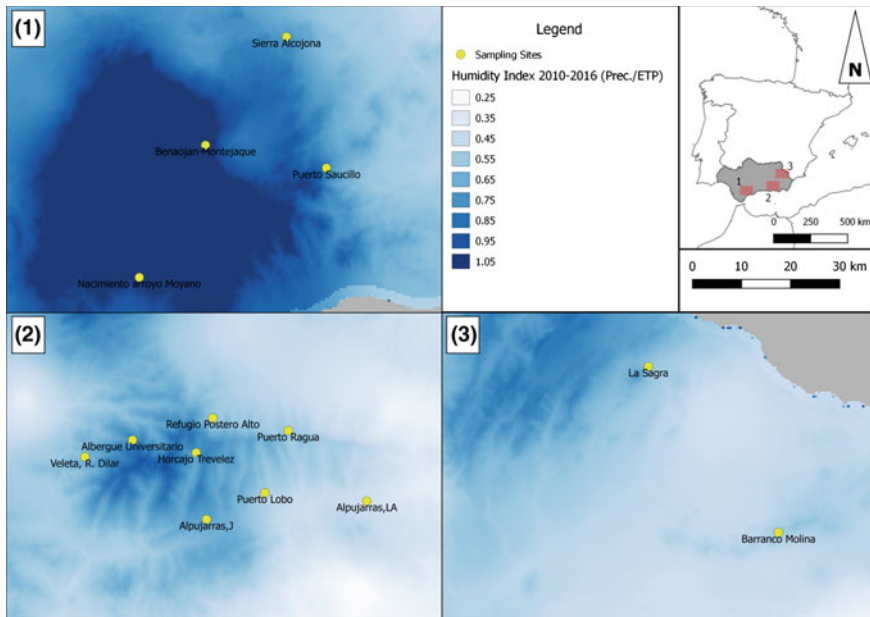 (1)
Sierra Alcojona
Benaojan-Montejaque
Puerto Saucillo
Nacimiento arroyo Moyano
Legend
Sampling Sites
Humidity Index 2010-2016 (Prec./ETP)
0.25
0.35
0.45
0.55
0.65
0.75
0.85
0.95
1.05
N
1
2
3
0 250 500 km
0 10 20 30 km
(2)
Refugio Postero Alto
Puerto Ragua
Albergue Universitario
Horcajo Trevelez
Veleta, R. Dilar
Puerto Lobo
Alpujarras,LA
Alpujarras,J
(3)
La Sagra
Barranco Molina